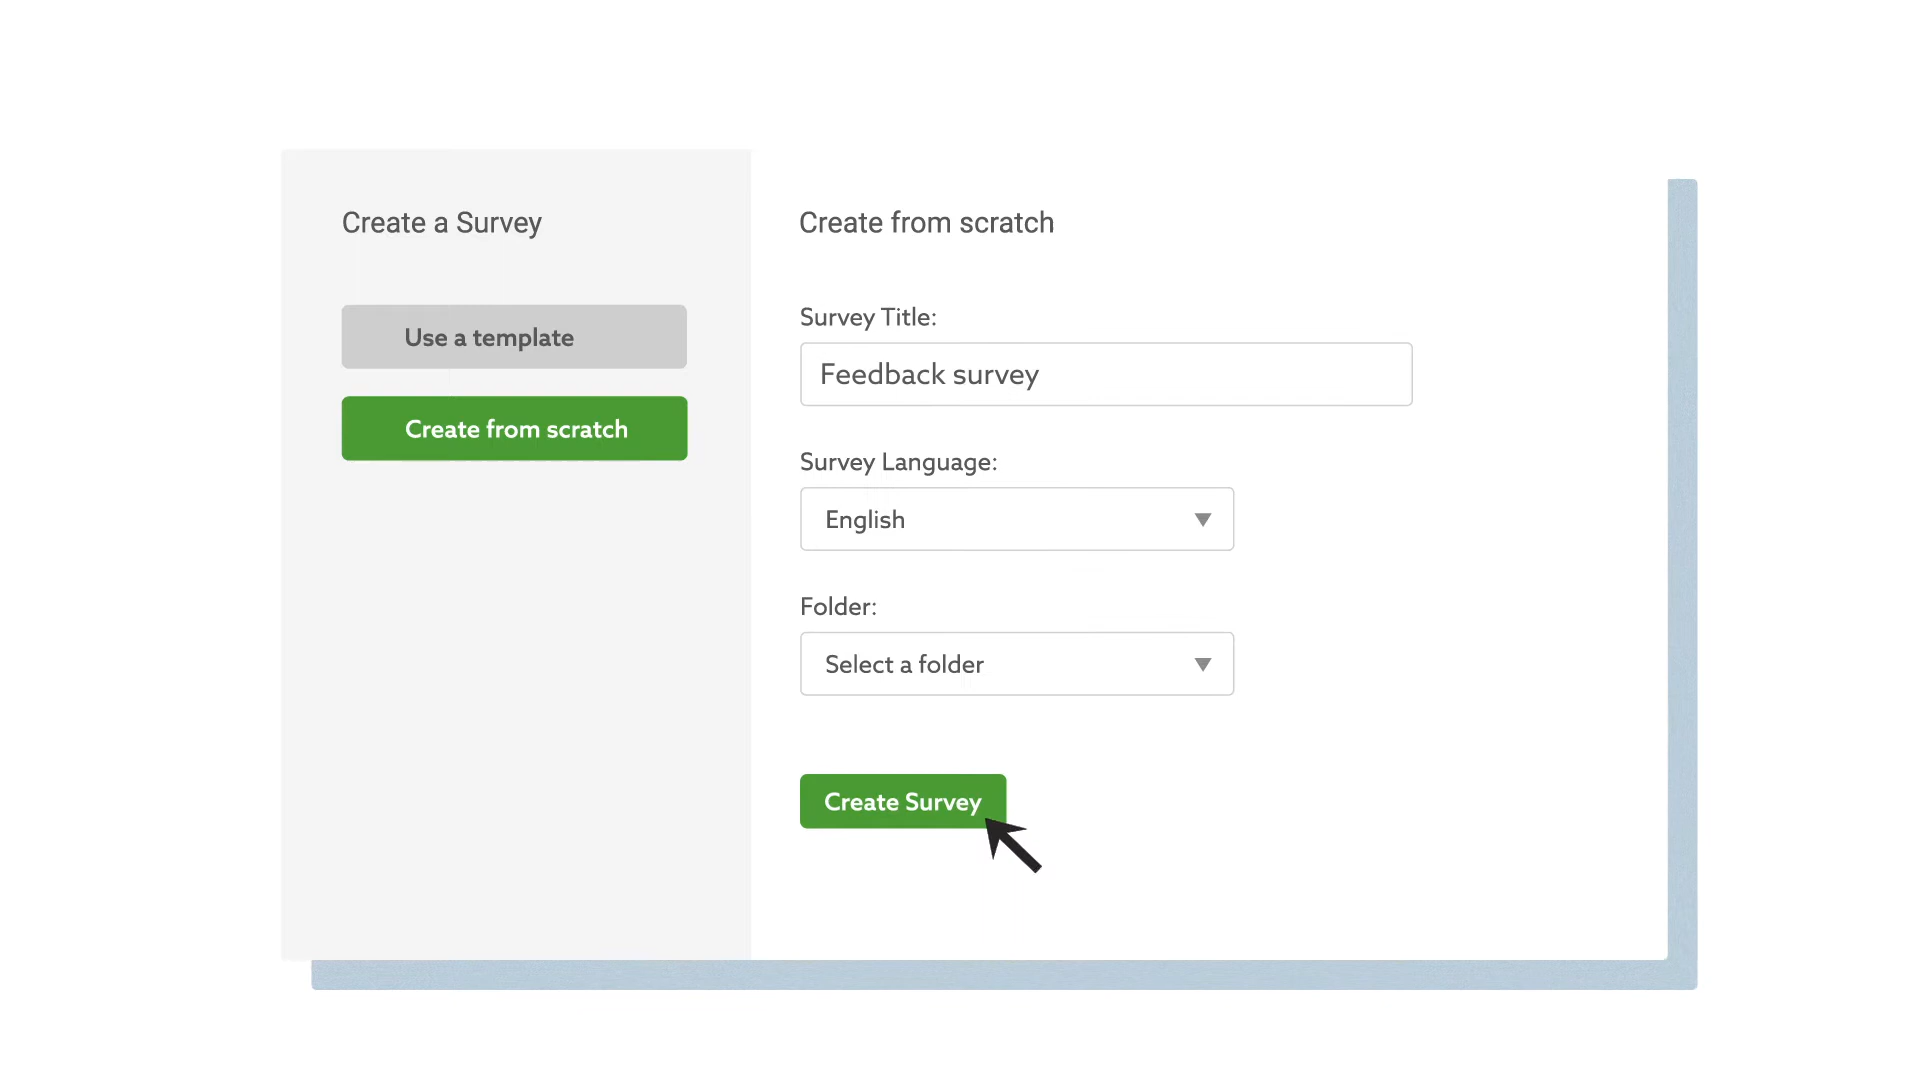 Create a Survey
Use a template
Create from scratch
Create from scratch
Survey Title:
Feedback survey
Survey Language:
English
Folder:
Select a folder
Create Survey